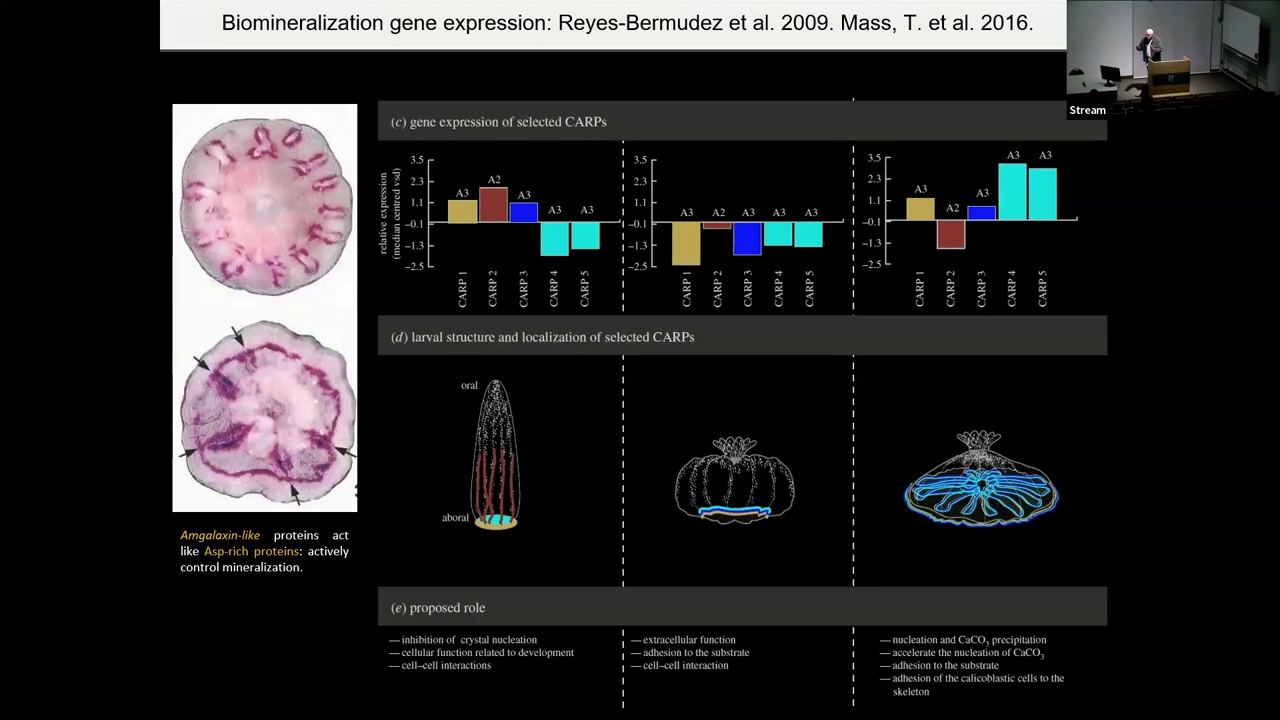 Biomineralization gene expression: Reyes-Bermudez et al. 2009. Mass, T. et al. 2016.
Stream
(c) gene expression of selected CARPs
relative expression
(median centred vsd)
3.5
2.3
1.1
−0.1
−1.3
−2.5
A3
A2
A3
A3
A3
CARP 1
CARP 2
CARP 3
CARP 4
CARP 5
3.5
2.3
1.1
−0.1
−1.3
−2.5
A3
A2
A3
A3
A3
CARP 1
CARP 2
CARP 3
CARP 4
CARP 5
3.5
2.3
1.1
−0.1
−1.3
−2.5
A3
A2
A3
A3
A3
CARP 1
CARP 2
CARP 3
CARP 4
CARP 5
(d) larval structure and localization of selected CARPs
oral
aboral
Amgalaxin-like proteins act
like Asp-rich proteins: actively
control mineralization.
(e) proposed role
— inhibition of crystal nucleation
— cellular function related to development
— cell–cell interactions
— extracellular function
— adhesion to the substrate
— cell–cell interaction
— nucleation and CaCO3 precipitation
— accelerate the nucleation of CaCO3
— adhesion to the substrate
— adhesion of the calicoblastic cells to the
skeleton